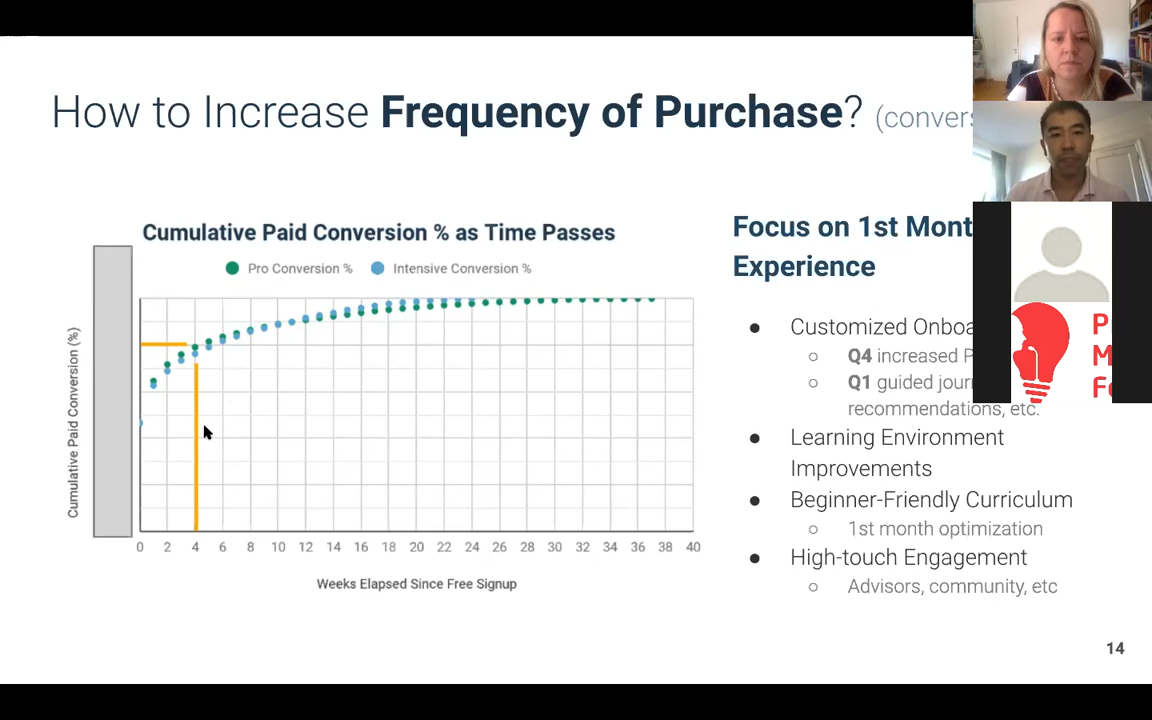 How to Increase Frequency of Purchase? (convers
Cumulative Paid Conversion % as Time Passes
Pro Conversion %
Intensive Conversion %
Cumulative Paid Conversion (%)
0 2 4 6 8 10 12 14 16 18 20 22 24 26 28 30 32 34 36 38 40
Weeks Elapsed Since Free Signup
Focus on 1st Mont
Experience
● Customized Onboa
○ Q4 increased P
○ Q1 guided jour
recommendations, etc.
● Learning Environment
Improvements
● Beginner-Friendly Curriculum
○ 1st month optimization
● High-touch Engagement
○ Advisors, community, etc
P
M
Fo
14